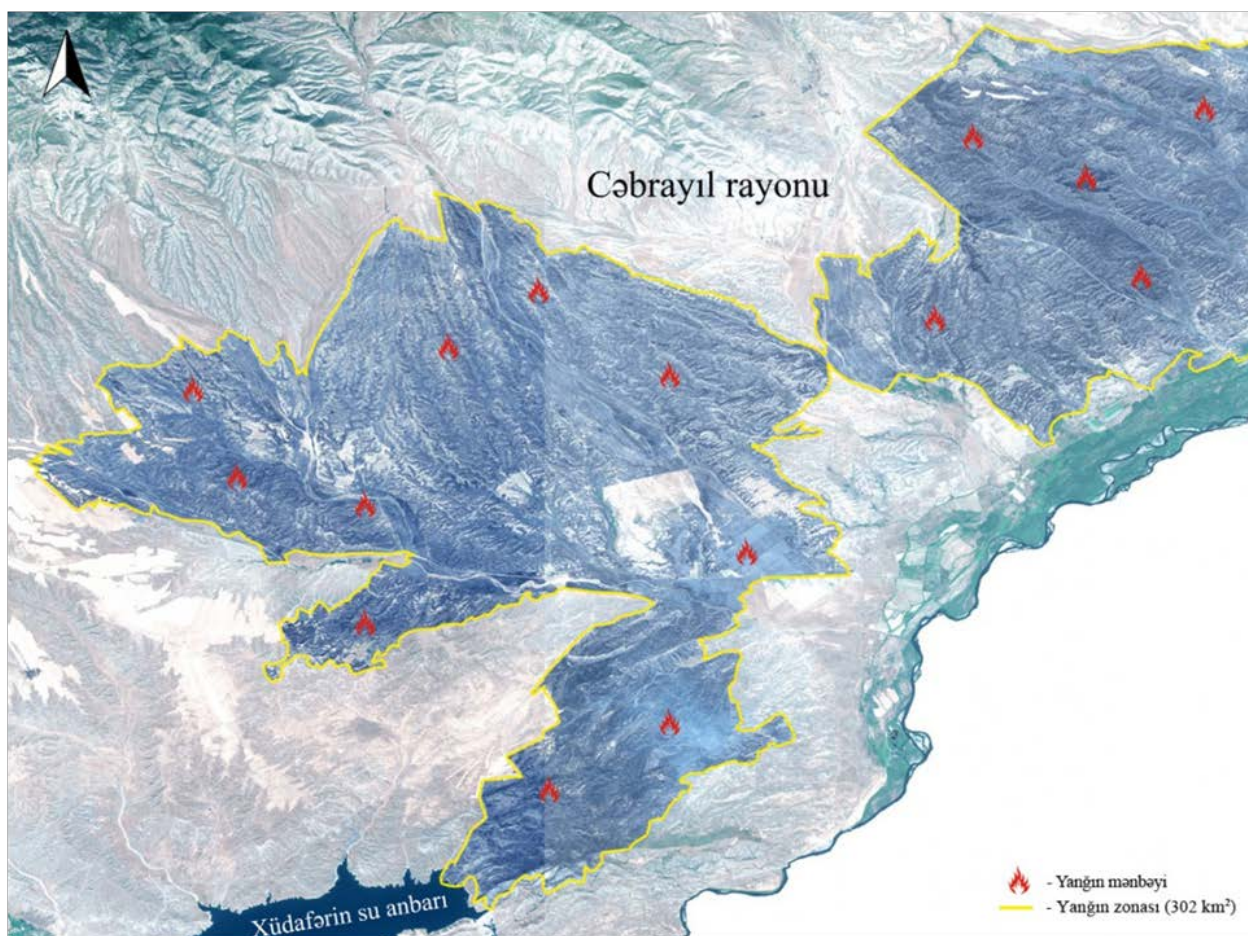 Cəbrayıl rayonu
Xüdafərin su anbarı
- Yanğın mənbəyi
- Yanğın zonası (302 km²)